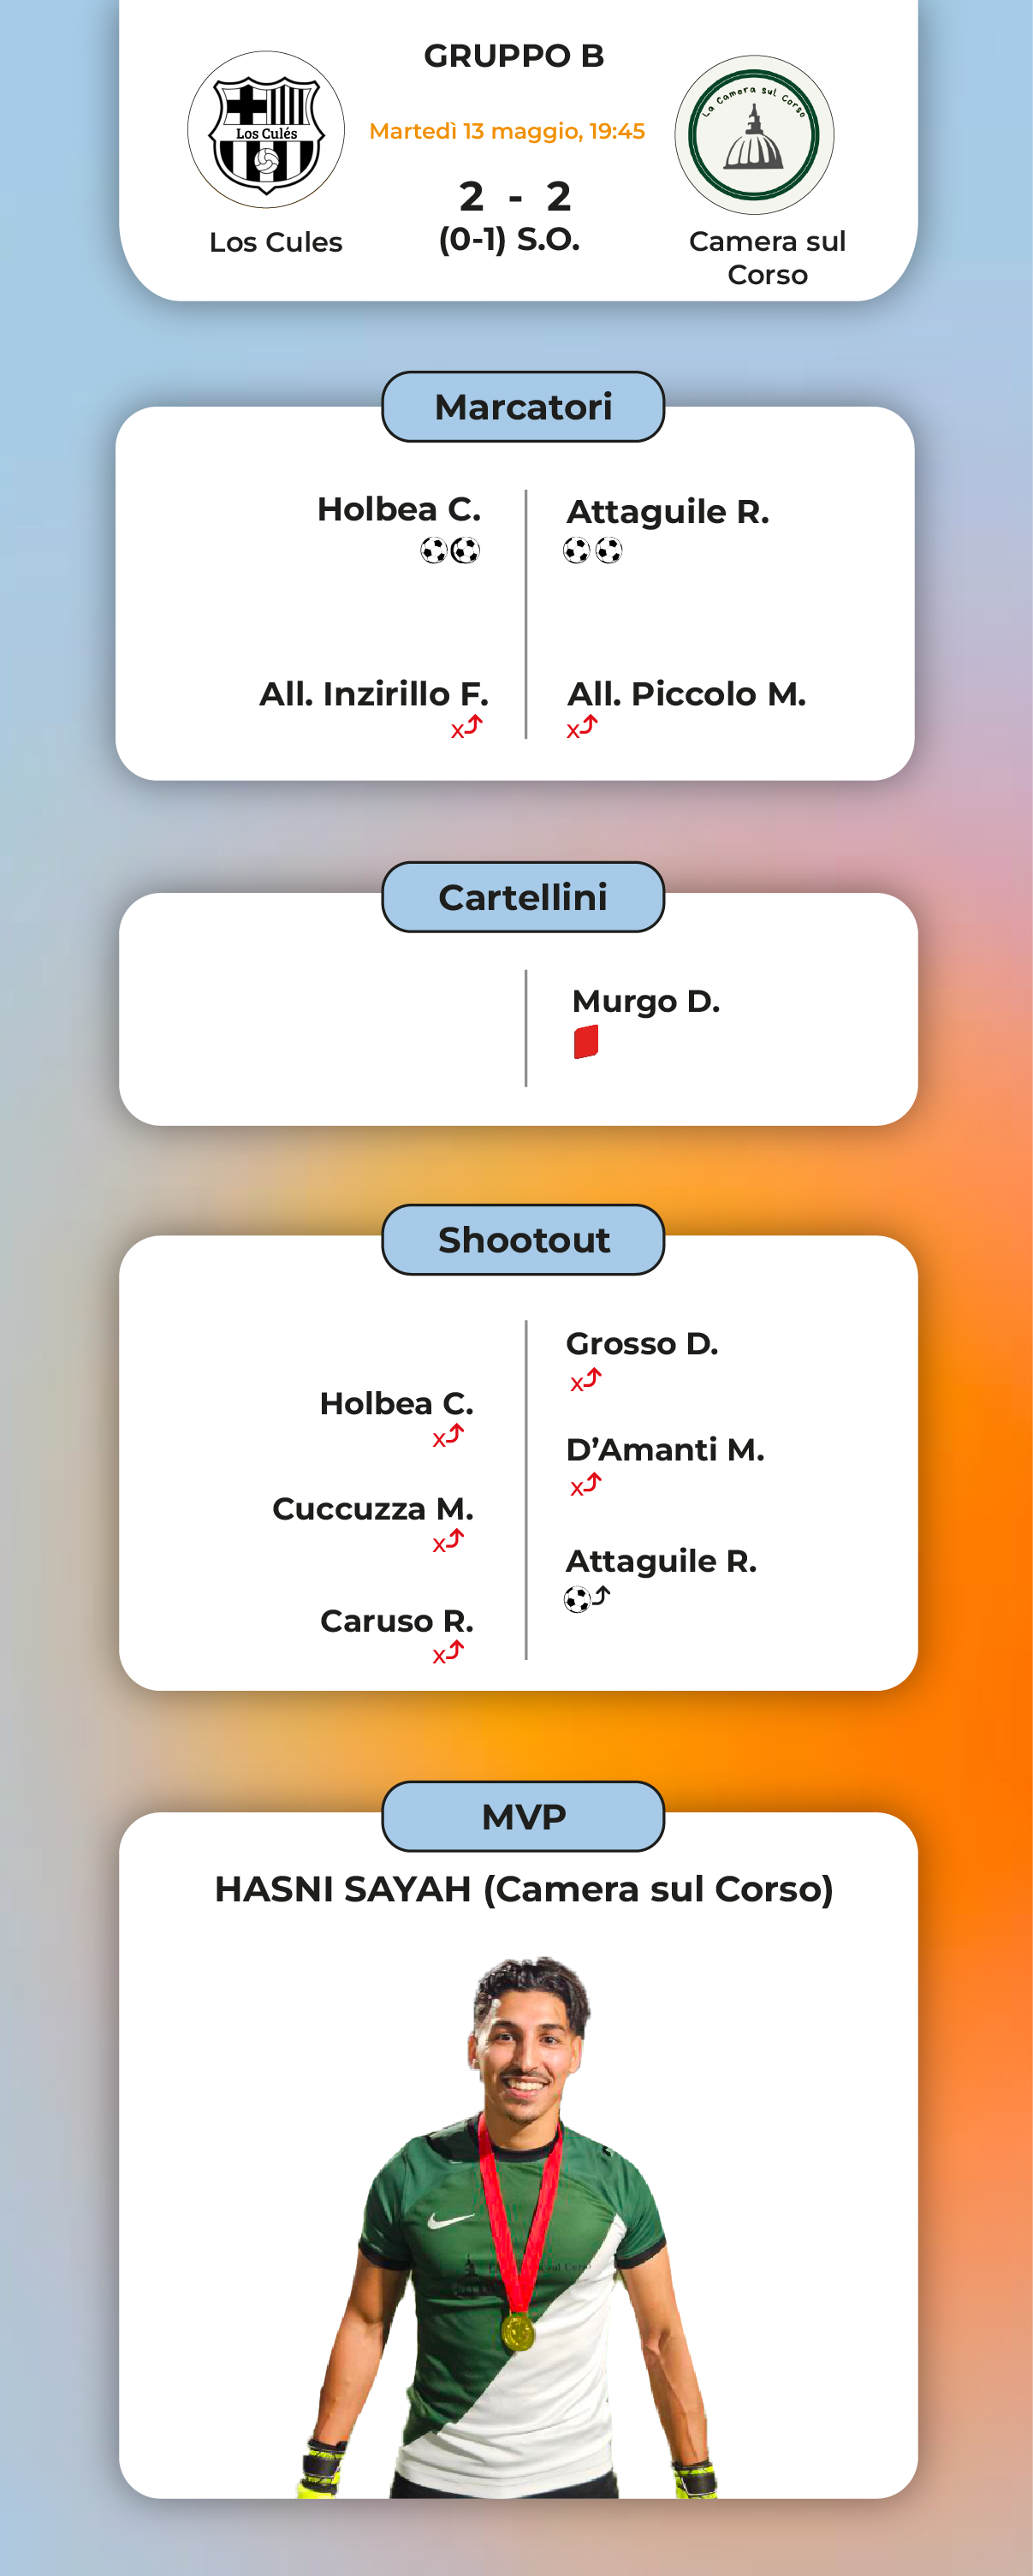 GRUPPO B
Martedì 13 maggio, 19:45
Los Culés
La Camera sul Corso
2 - 2
(0-1) S.O.
Los Cules
Camera sul
Corso
Marcatori
Holbea C.
Attaguile R.
All. Inzirillo F.
All. Piccolo M.
x
x
Cartellini
Murgo D.
Shootout
Grosso D.
x
Holbea C.
x
D’Amanti M.
x
Cuccuzza M.
x
Attaguile R.
Caruso R.
x
MVP
HASNI SAYAH (Camera sul Corso)